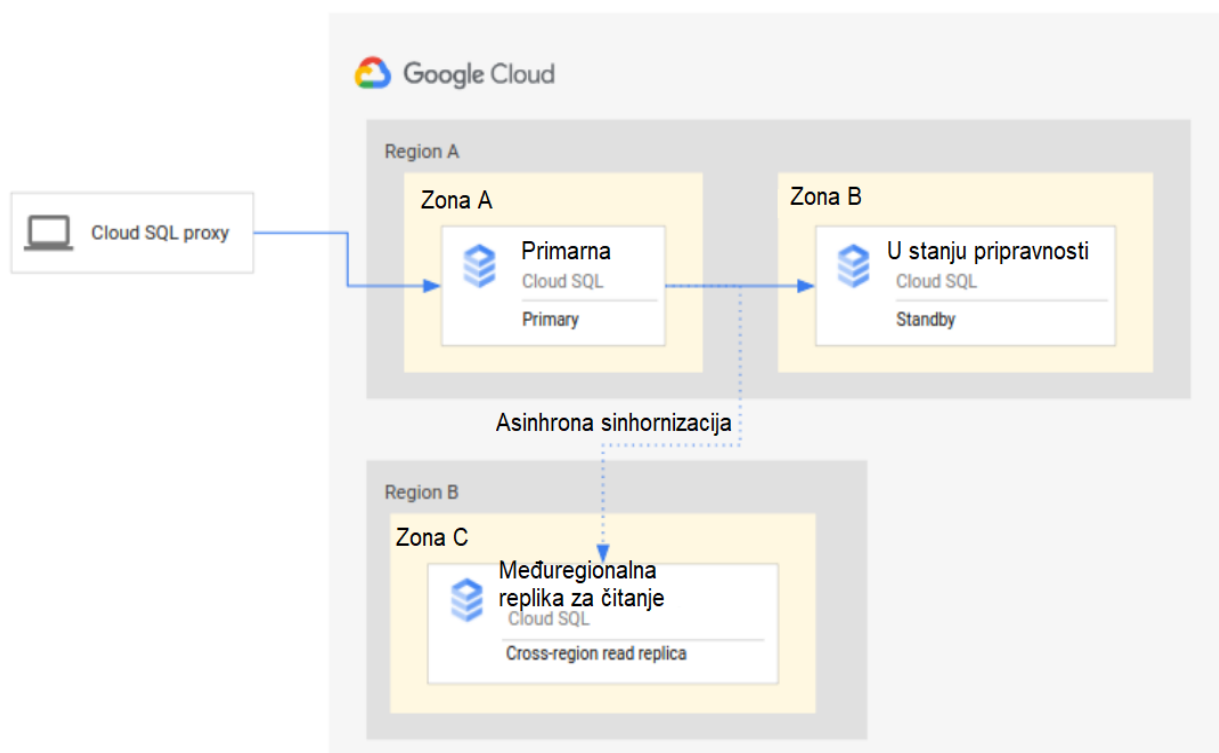 Google Cloud
Region A
Zona A
Zona B
Cloud SQL proxy
Primarna
Cloud SQL
Primary
U stanju pripravnosti
Cloud SQL
Standby
Asinhrona sinhornizacija
Region B
Zona C
Međuregionalna
replika za čitanje
Cloud SQL
Cross-region read replica